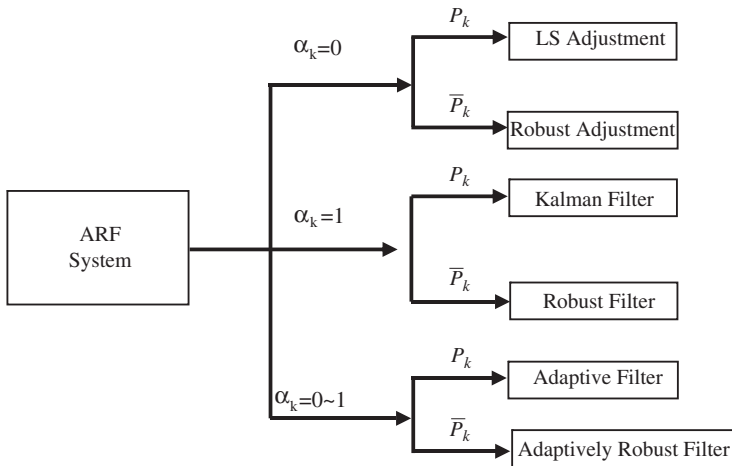 P_k
LS Adjustment
α_k=0
P̅_k
Robust Adjustment
P_k
Kalman Filter
α_k=1
ARF
System
P̅_k
Robust Filter
P_k
Adaptive Filter
α_k=0~1
P̅_k
Adaptively Robust Filter